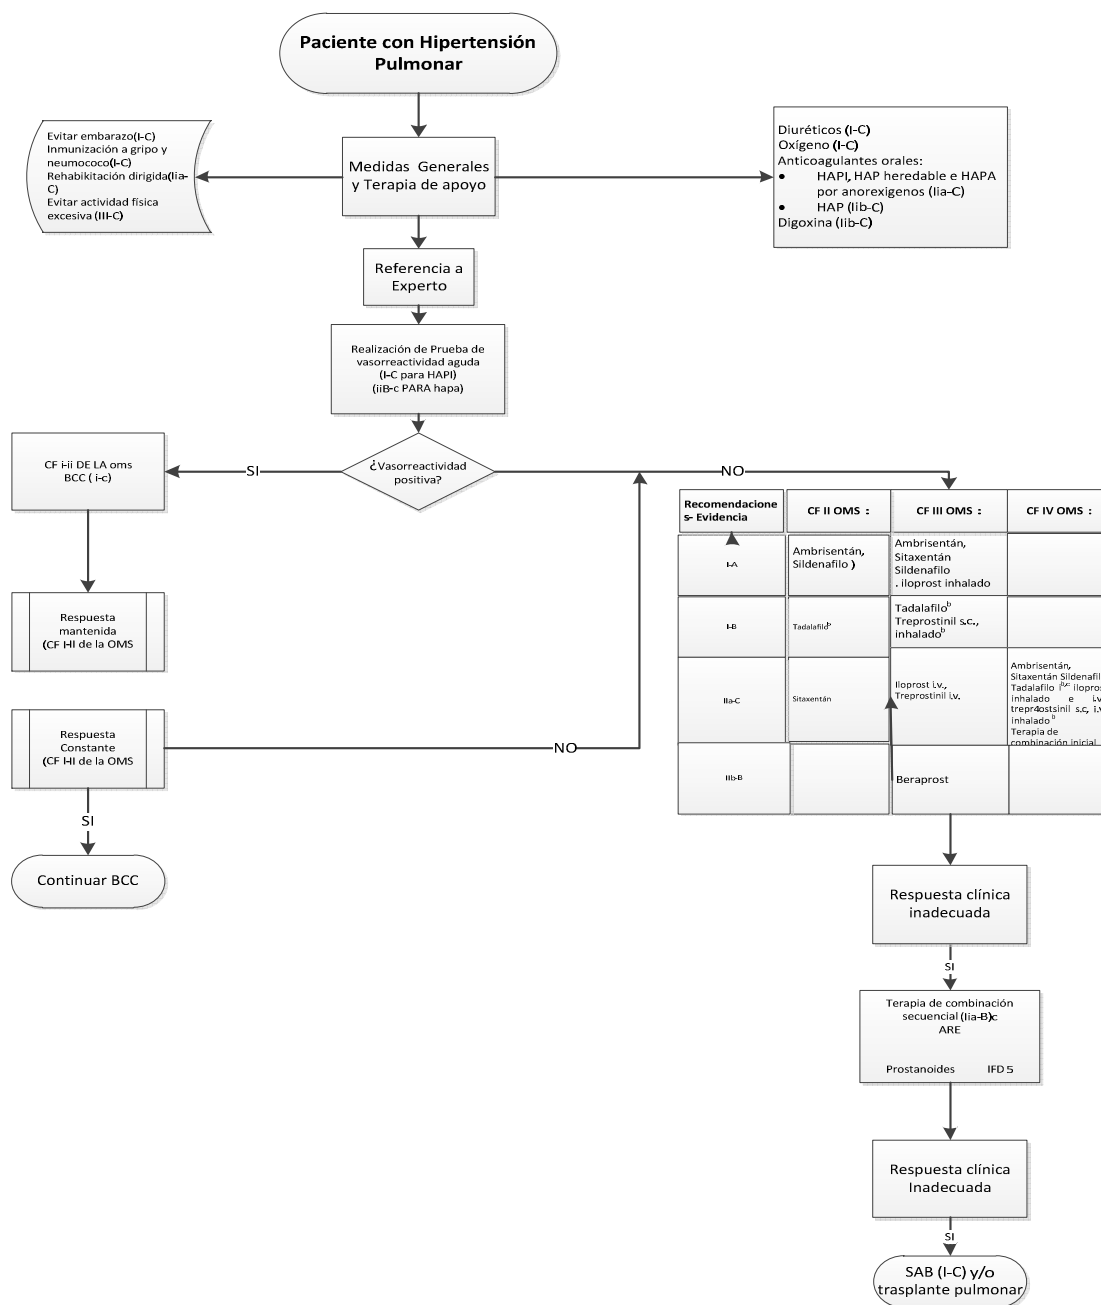 Paciente con Hipertensión
Pulmonar
Evitar embarazo(I-C)
Inmunización a gripo y
neumococo(I-C)
Rehabikitación dirigida(Iia-
C)
Evitar actividad física
excesiva (III-C)
Medidas Generales
y Terapia de apoyo
Diuréticos (I-C)
Oxígeno (I-C)
Anticoagulantes orales:
• HAPI, HAP heredable e HAPA
por anorexigenos (Iia-C)
• HAP (Iib-C)
Digoxina (Iib-C)
Referencia a
Experto
Realización de Prueba de
vasorreactividad aguda
(I-C para HAPI)
(iiB-c PARA hapa)
CF i-ii DE LA oms
BCC ( i-c)
SI
¿Vasorreactividad
positiva?
NO
Recomendacione
s- Evidencia
CF II OMS :
CF III OMS :
CF IV OMS :
I-A
Ambrisentán,
Sildenafilo )
Ambrisentán,
Sitaxentán
Sildenafilo
. iloprost inhalado
I-B
Tadalafilo b
Tadalafilo b
Treprostinil s.c.,
inhalado b
IIa-C
Sitaxentán
Iloprost i.v.,
Treprostinil i.v.
Ambrisentán,
Sitaxentán Sildenafil
Tadalafilo i b,c ilopros
inhalado e i.v
trepr4ostsinil s.c, i.v
inhalado b
Terapia de
combinación inicial
IIb-B
Beraprost
Respuesta
mantenida
(CF I-II de la OMS
Respuesta
Constante
(CF I-II de la OMS
NO
SI
Continuar BCC
Respuesta clínica
inadecuada
SI
Terapia de combinación
secuencial (Iia-B)c
ARE
Prostanoides IFD 5
Respuesta clínica
Inadecuada
SI
SAB (I-C) y/o
trasplante pulmonar